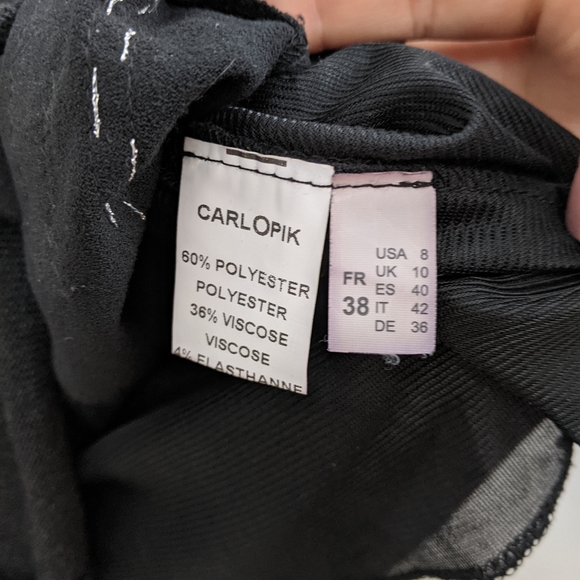 CARLOPIK
60% POLYESTER
POLYESTER
36% VISCOSE
VISCOSE
4% ELASTHANNE
FR
38
USA 8
UK 10
ES 40
IT 42
DE 36